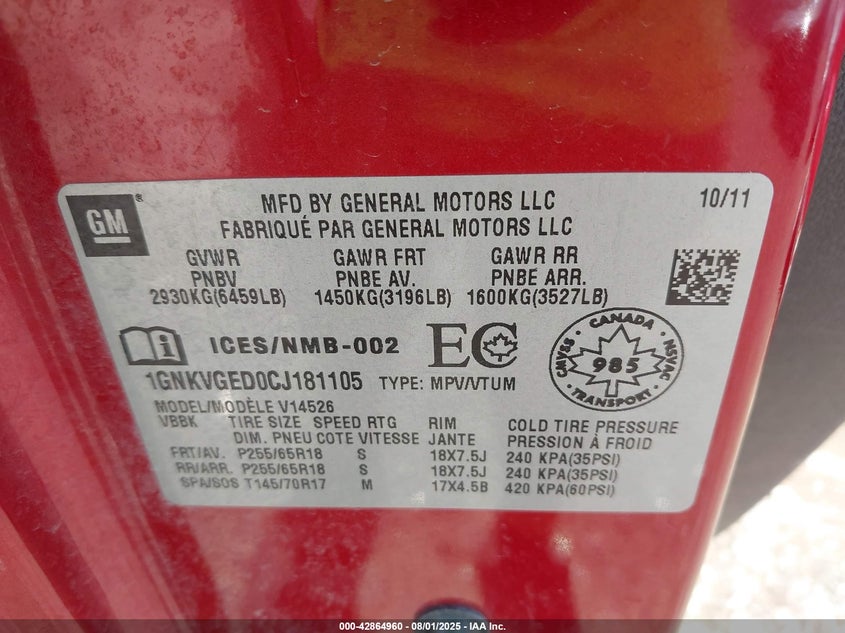 GM®
MFD BY GENERAL MOTORS LLC
10/11
FABRIQUÉ PAR GENERAL MOTORS LLC
GVWR GAWR FRT GAWR RR
PNBV PNBE AV. PNBE ARR.
2930KG(6459LB) 1450KG(3196LB) 1600KG(3527LB)
ICES/NMB-002 EC
CANADA
CMVSS 985 NSVAC
TRANSPORT
1GNKVGED0CJ181105 TYPE: MPV/VTUM
MODEL/MODÈLE V14526
VBBK TIRE SIZE SPEED RTG RIM COLD TIRE PRESSURE
DIM. PNEU COTE VITESSE JANTE PRESSION À FROID
FRT/AV. P255/65R18 S 18X7.5J 240 KPA(35PSI)
RR/ARR. P255/65R18 S 18X7.5J 240 KPA(35PSI)
SPA/SOS T145/70R17 M 17X4.5B 420 KPA(60PSI)
000-42864960 - 08/01/2025 - IAA Inc.